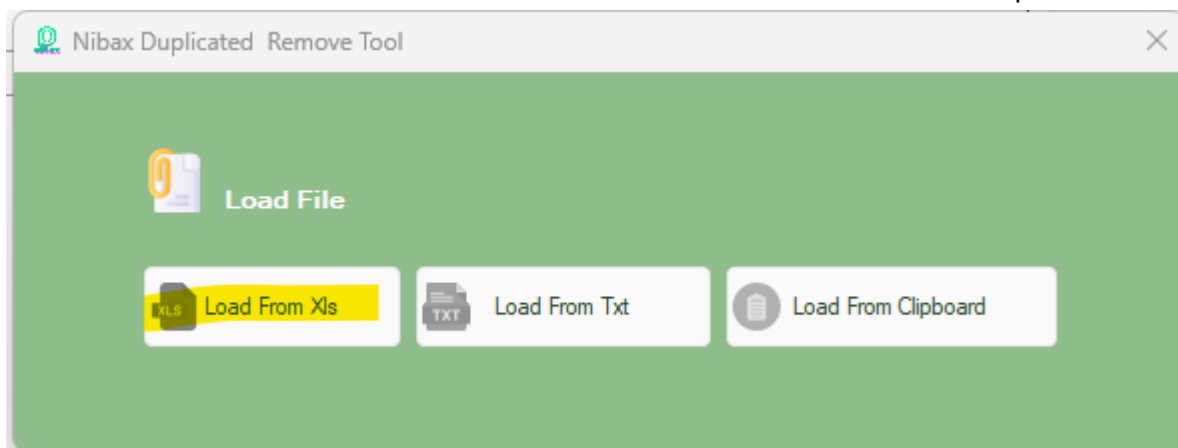 Nibax Duplicated  Remove Tool
Load File
XLS Load From Xls
TXT Load From Txt
Load From Clipboard